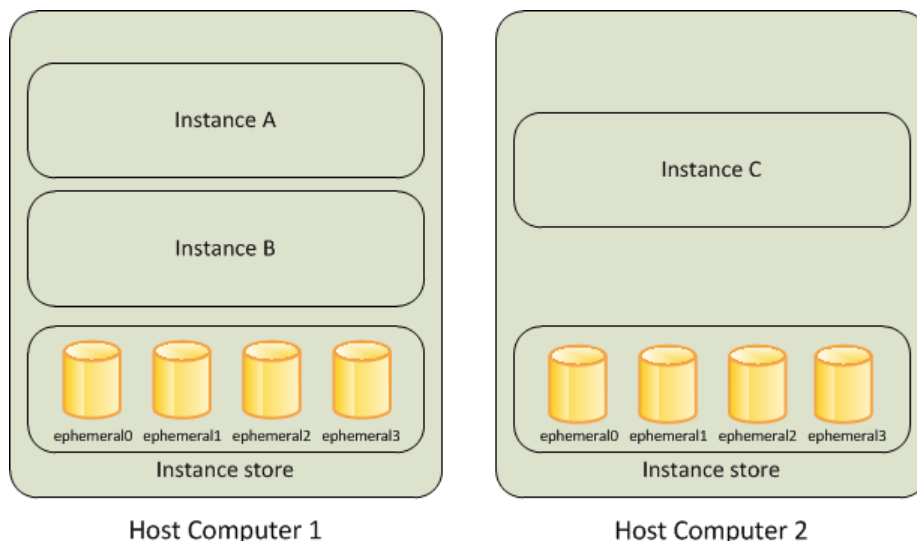 Instance A
Instance B
ephemeral0 ephemeral1 ephemeral2 ephemeral3
Instance store
Host Computer 1
Instance C
ephemeral0 ephemeral1 ephemeral2 ephemeral3
Instance store
Host Computer 2